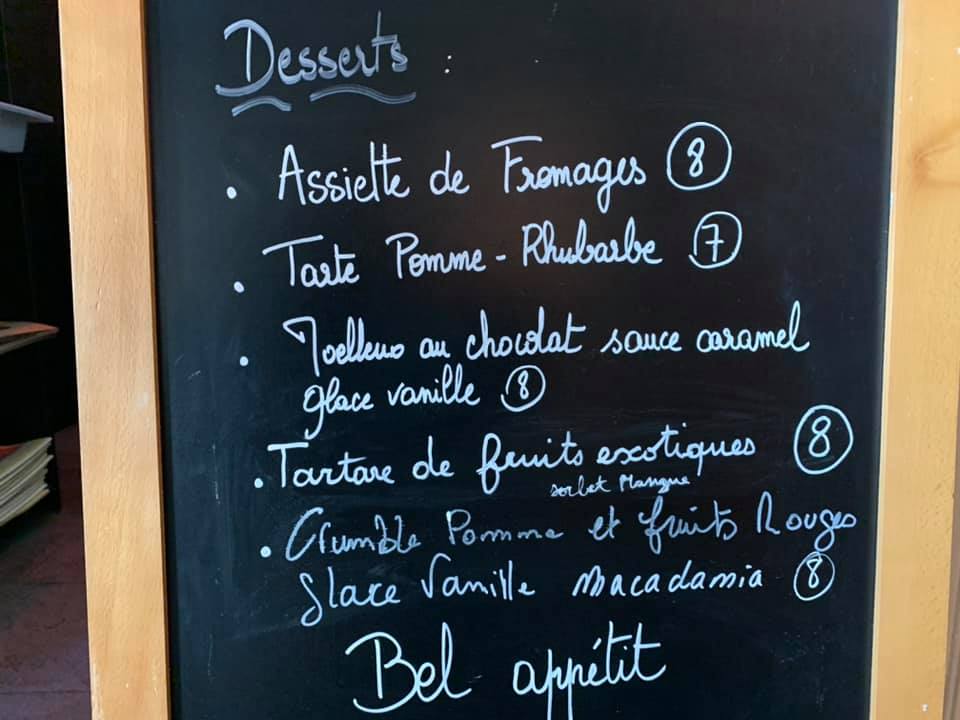 Desserts :
• Assiette de Fromages 8
• Tarte Pomme - Rhubarbe 7
• Moelleux au chocolat sauce caramel
glace vanille 8
• Tartare de fruits exotiques 8
sorbet Mangue
• Crumble Pomme et fruits Rouges
glace Vanille Macadamia 8
Bel appétit